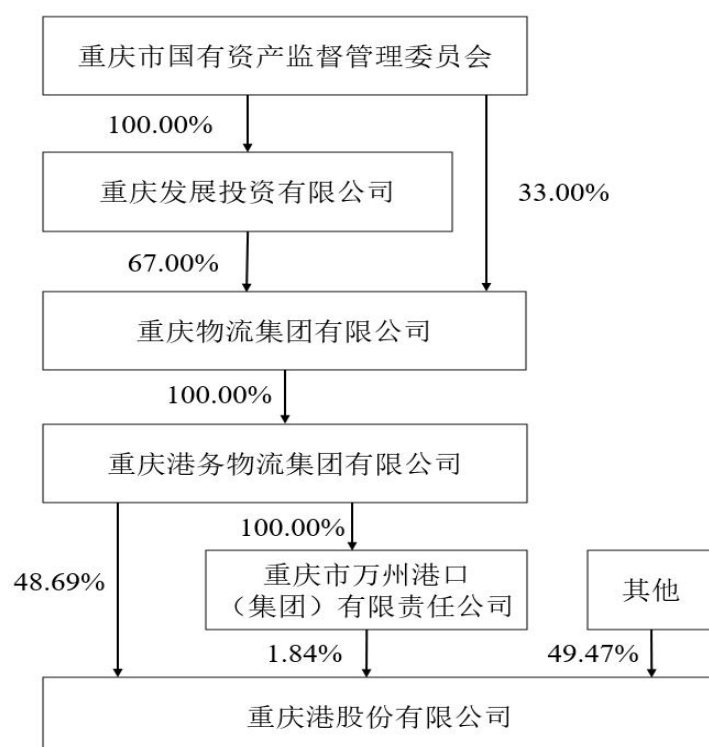 重庆市国有资产监督管理委员会
100.00%
重庆发展投资有限公司
33.00%
67.00%
重庆物流集团有限公司
100.00%
重庆港务物流集团有限公司
100.00%
48.69%
重庆市万州港口
（集团）有限责任公司
其他
1.84%
49.47%
重庆港股份有限公司